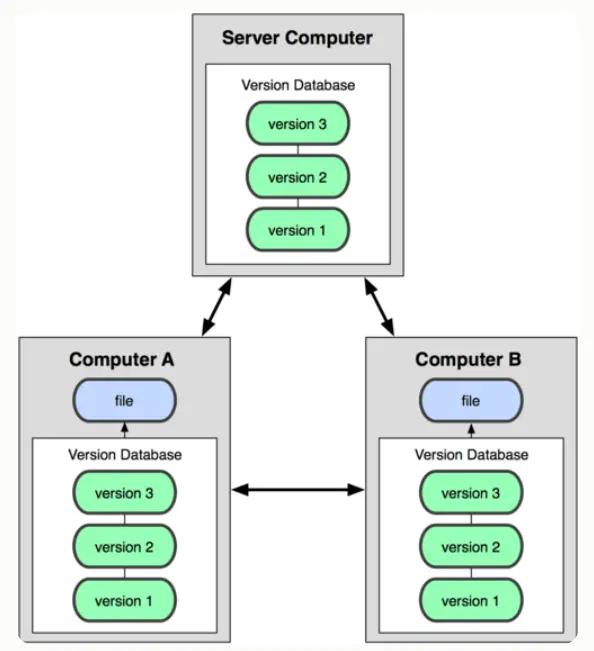 Server Computer
Version Database
version 3
version 2
version 1
Computer A
file
Version Database
version 3
version 2
version 1
Computer B
file
Version Database
version 3
version 2
version 1